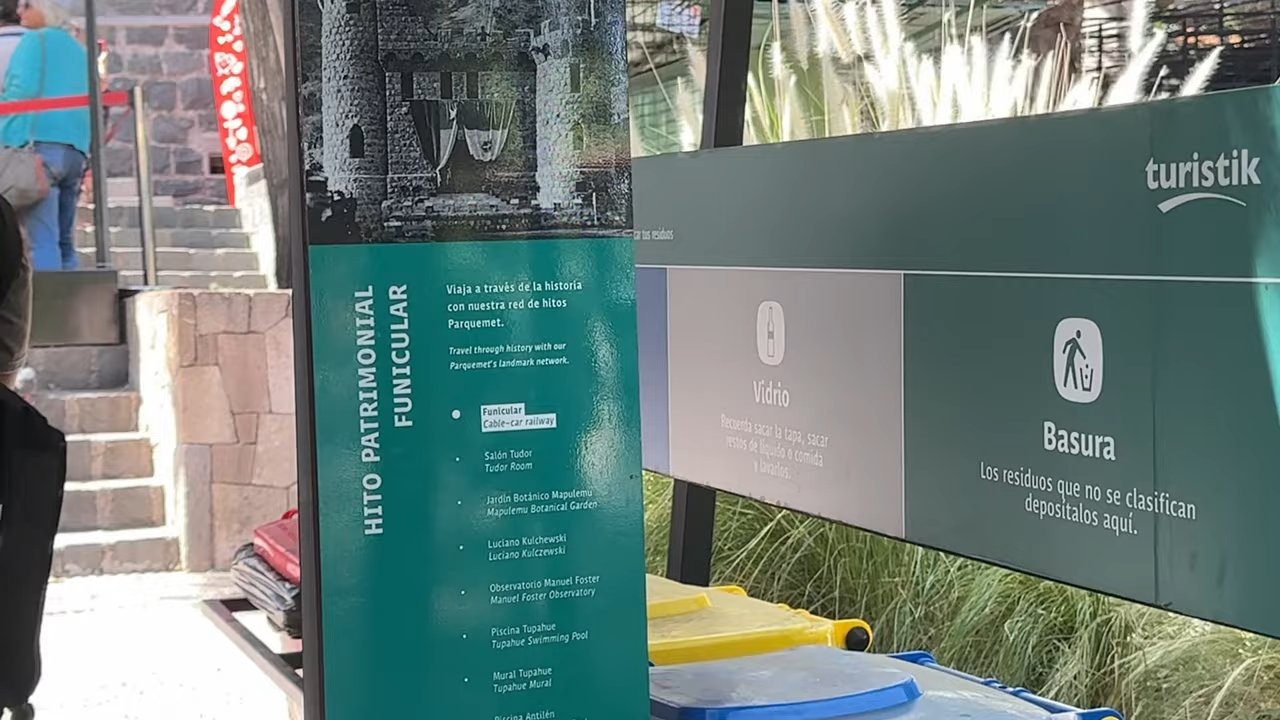 HITO PATRIMONIAL
FUNICULAR
Viaja a través de la historia
con nuestra red de hitos
Parquemet.
Travel through history with our
Parquemet's landmark network.
Funicular
Cable-car railway
Salón Tudor
Tudor Room
Jardín Botánico Mapulemu
Mapulemu Botanical Garden
Luciano Kulchewski
Luciano Kulczewski
Observatorio Manuel Foster
Manuel Foster Observatory
Piscina Tupahue
Tupahue Swimming Pool
Mural Tupahue
Tupahue Mural
Piscina Antilén
turistik
tus residuos
Vidrio
Recuerda sacar la tapa, sacar
restos de líquido o comida
y lavarlos.
Basura
Los residuos que no se clasifican
deposítalos aquí.